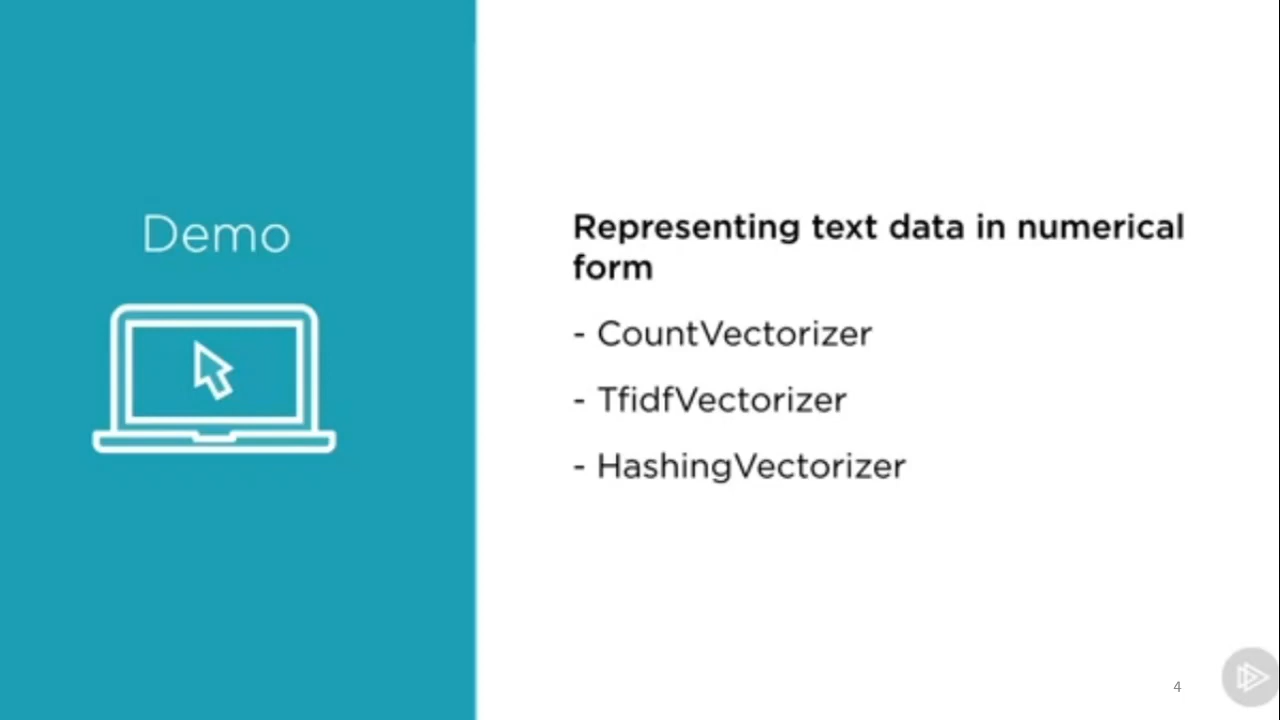 Demo
Representing text data in numerical
form
- CountVectorizer
- TfidfVectorizer
- HashingVectorizer
4